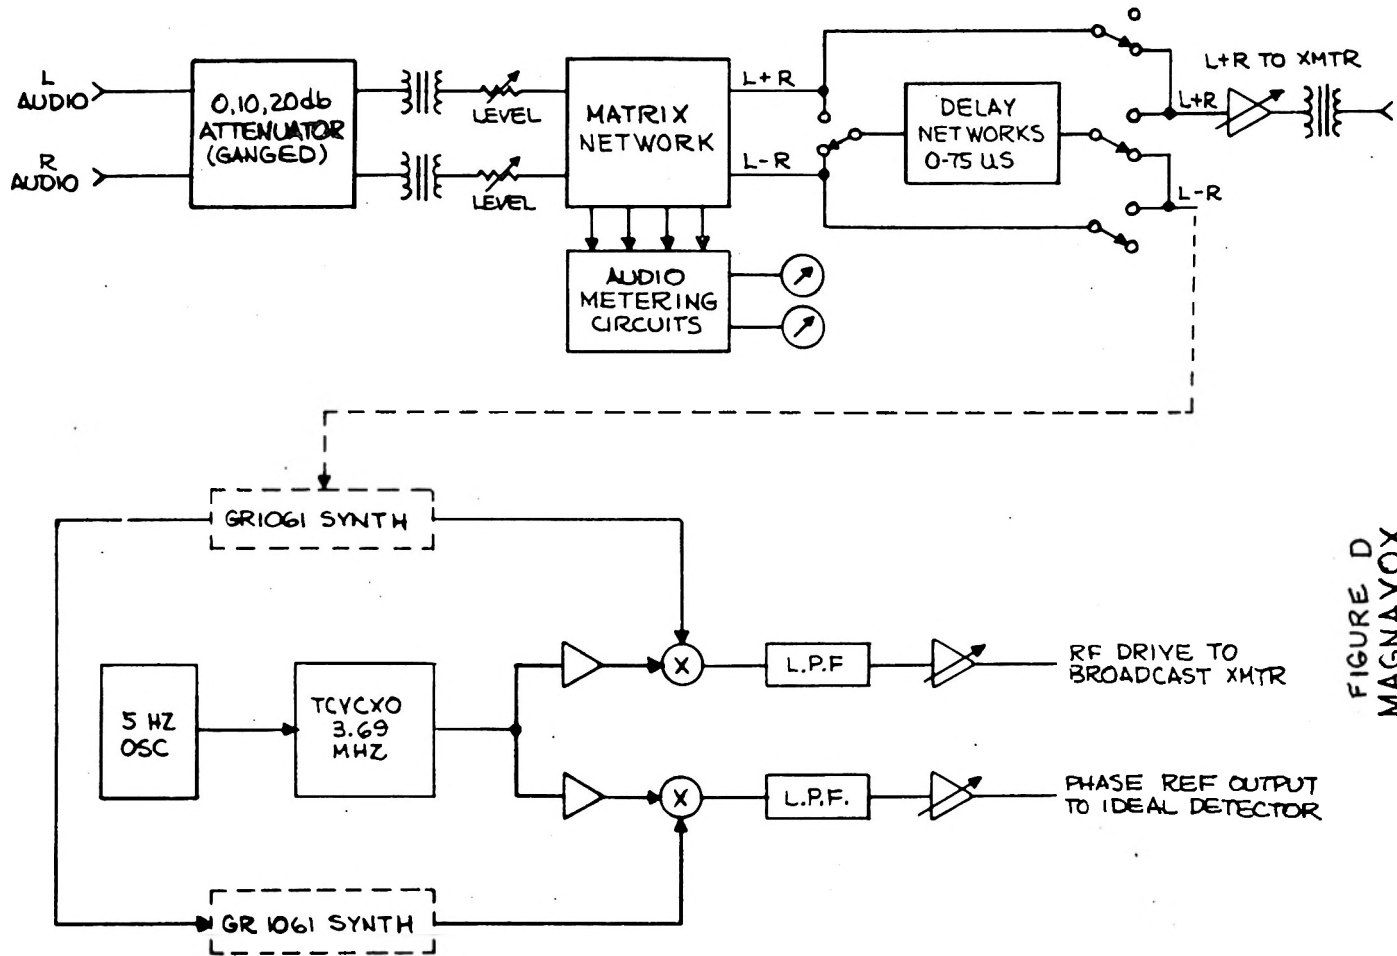 L
AUDIO
R
AUDIO
0,10,20db
ATTENUATOR
(GANGED)
LEVEL
LEVEL
MATRIX
NETWORK
L+R
L-R
AUDIO
METERING
CIRCUITS
DELAY
NETWORKS
0-75 US
L+R TO XMTR
L+R
L-R
GR1061 SYNTH
5 HZ
OSC
TCVCXO
3.69
MHZ
X
L.P.F
RF DRIVE TO
BROADCAST XMTR
X
L.P.F.
PHASE REF OUTPUT
TO IDEAL DETECTOR
GR 1061 SYNTH
FIGURE D
MAGNAVOX